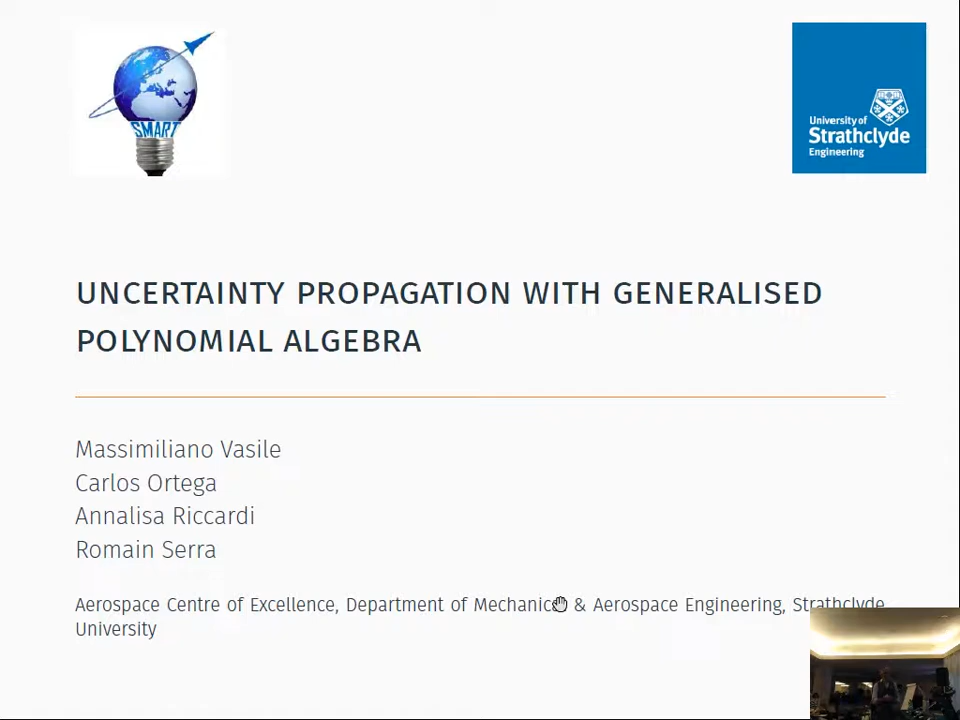 SMART
University of
Strathclyde
Engineering
UNCERTAINTY PROPAGATION WITH GENERALISED
POLYNOMIAL ALGEBRA
Massimiliano Vasile
Carlos Ortega
Annalisa Riccardi
Romain Serra
Aerospace Centre of Excellence, Department of Mechanics & Aerospace Engineering, Strathclyde
University